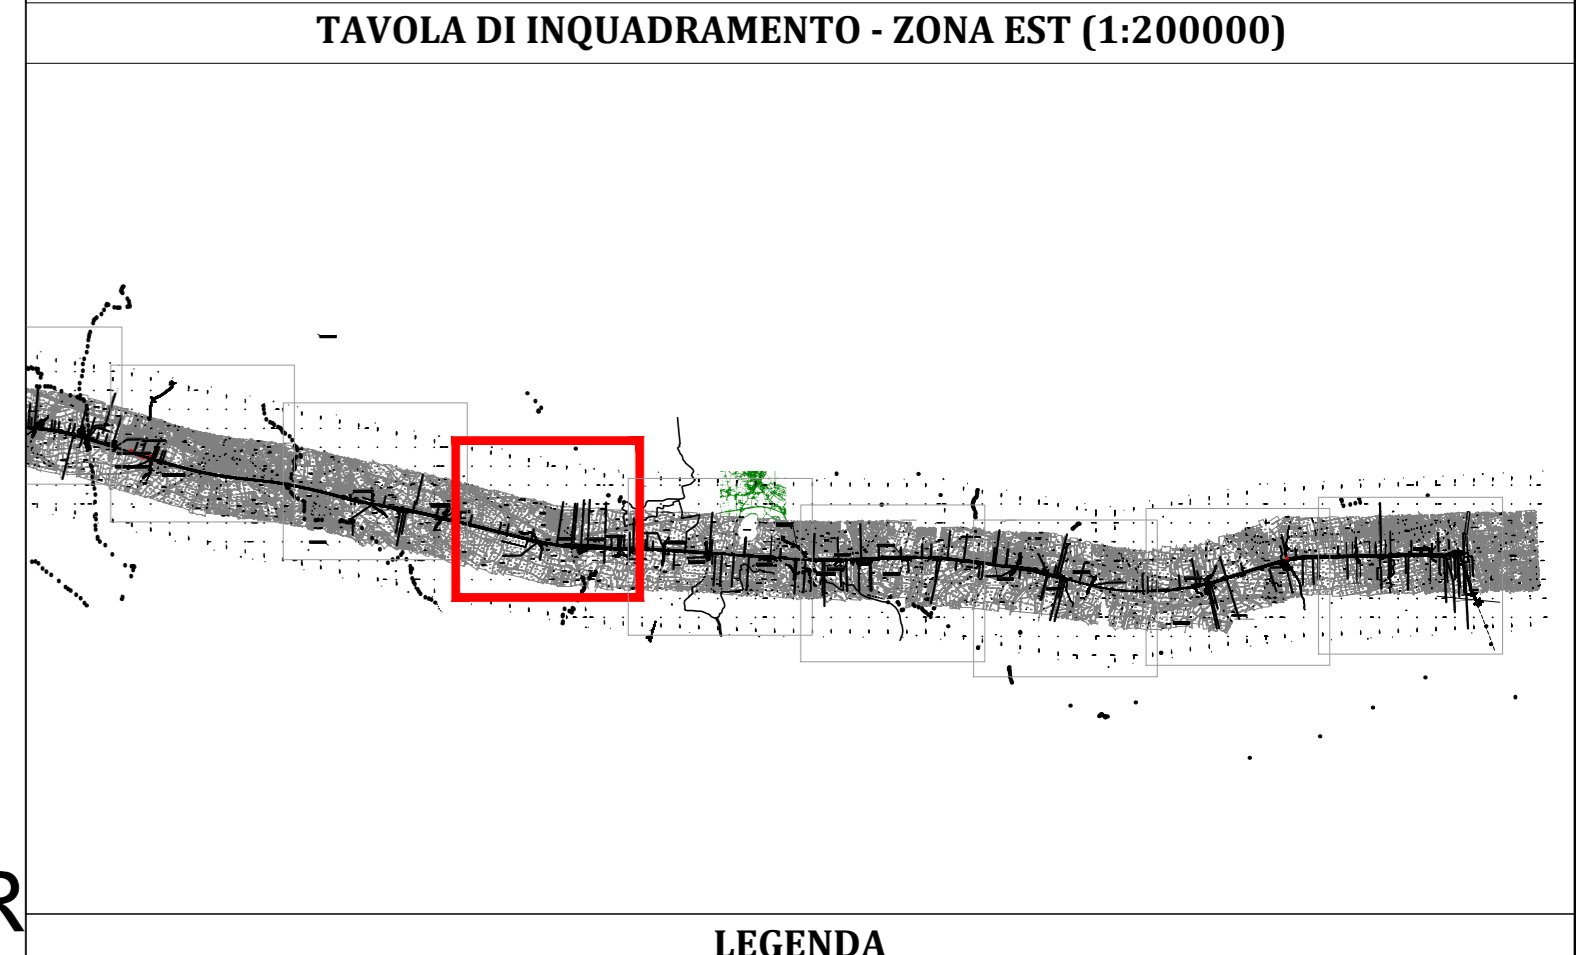 TAVOLA DI INQUADRAMENTO - ZONA EST (1:200000)
R
LEGENDA